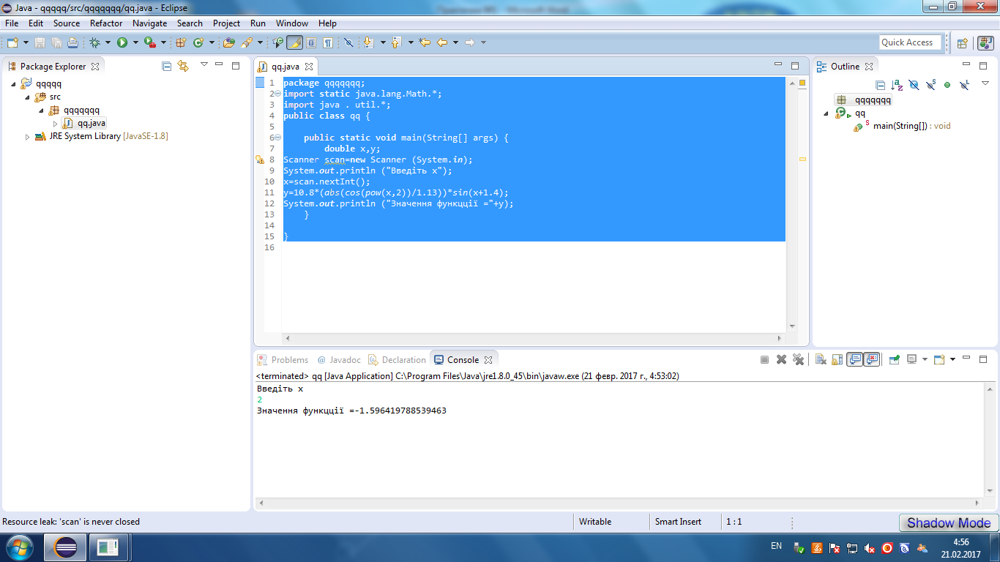 Java - qqqqq/src/qqqqqqq/qq.java - Eclipse
File Edit Source Refactor Navigate Search Project Run Window Help
Quick Access
Package Explorer
qqqqq
src
qqqqqqq
qq.java
JRE System Library [JavaSE-1.8]
qq.java
1 package qqqqqqq;
2 import static java.lang.Math.*;
3 import java . util.*;
4 public class qq {
5
6 public static void main(String[] args) {
7 double x,y;
8 Scanner scan=new Scanner (System.in);
9 System.out.println ("Введіть x");
10 x=scan.nextInt();
11 y=10.8*(abs(cos(pow(x,2))/1.13))*sin(x+1.4);
12 System.out.println ("Значення функцції ="+y);
13 }
14
15 }
16
Outline
qqqqqqq
qq
main(String[]) : void
Problems @ Javadoc Declaration Console
<terminated> qq [Java Application] C:\Program Files\Java\jre1.8.0_45\bin\javaw.exe (21 февр. 2017 г., 4:53:02)
Введіть x
2
Значення функцції =-1.596419788539463
Resource leak: 'scan' is never closed
Writable
Smart Insert
1 : 1
Shadow Mode
EN
4:56
21.02.2017